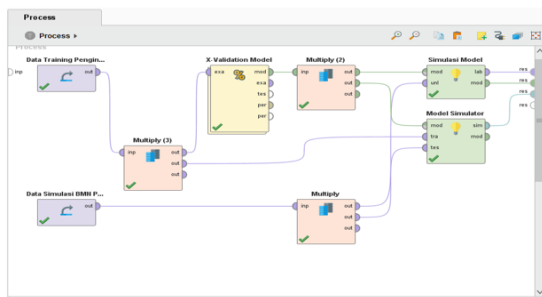 Process
Process
Process
Data Training Pengin...
inp
out
X-Validation Model
exa
mod
exa
tes
per
per
Multiply (2)
inp
out
out
out
Simulasi Model
mod
unl
lab
mod
res
res
res
res
Model Simulator
mod
tra
tes
sim
mod
Multiply (3)
inp
out
out
out
Data Simulasi BMN P...
out
Multiply
inp
out
out
out